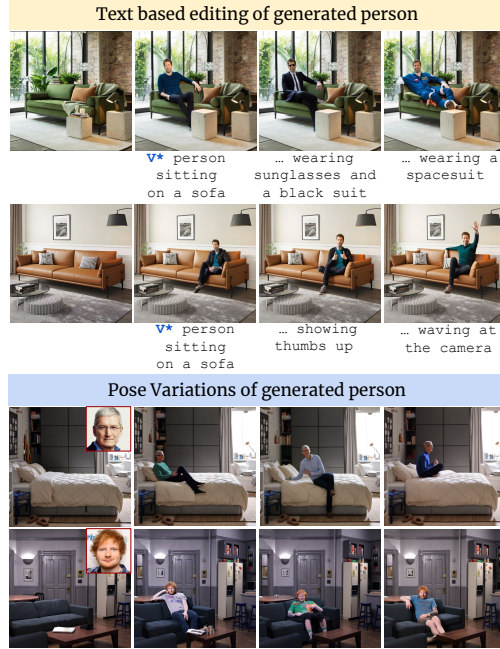 Text based editing of generated person
V* person
sitting
on a sofa
… wearing
sunglasses and
a black suit
… wearing a
spacesuit
V* person
sitting
on a sofa
… showing
thumbs up
… waving at
the camera
Pose Variations of generated person